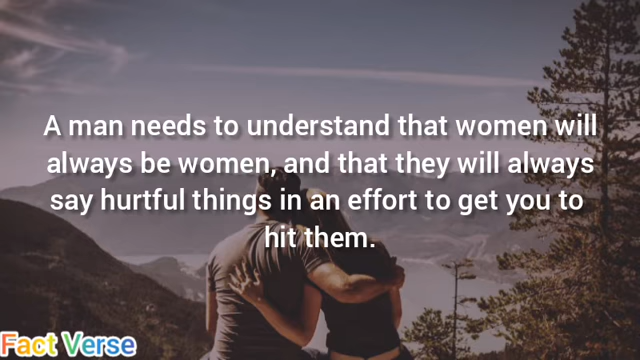 A man needs to understand that women will
always be women, and that they will always
say hurtful things in an effort to get you to
hit them.
Fact Verse